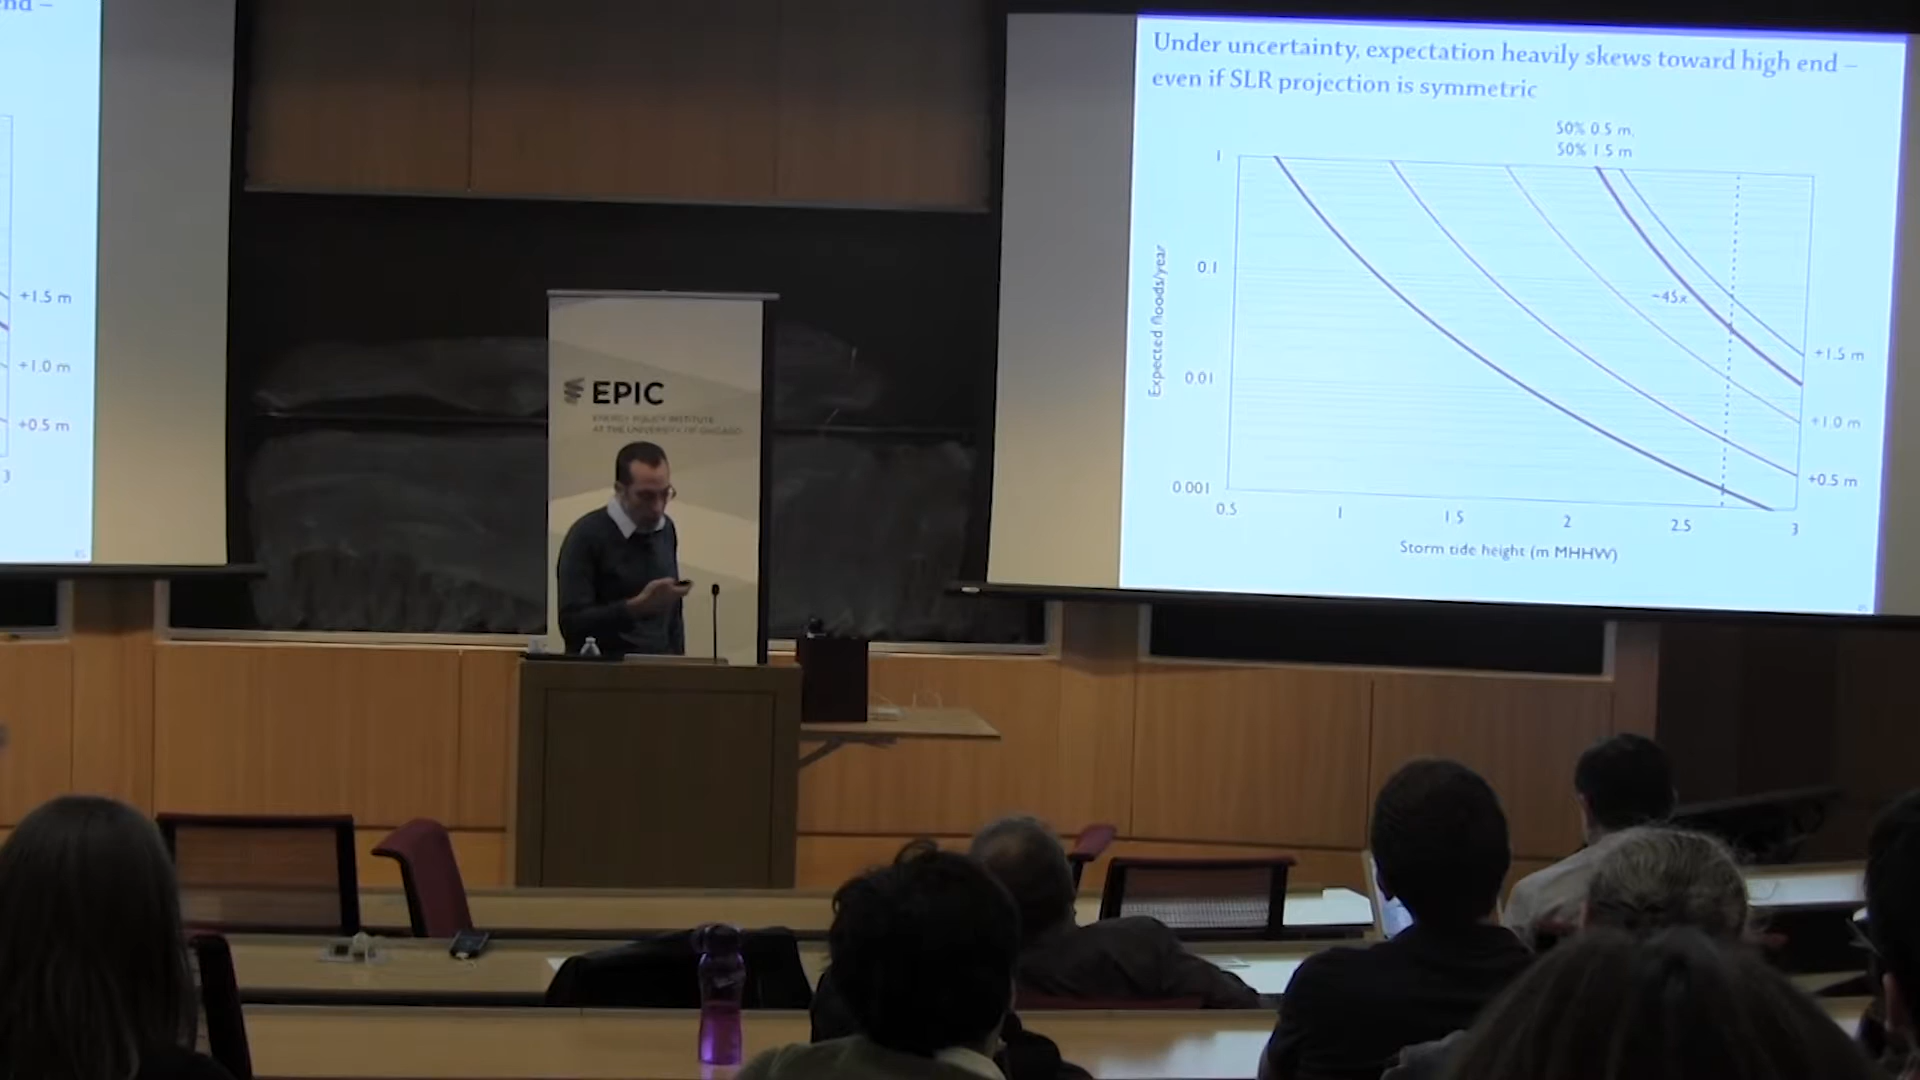 nd –
+1.5 m
+1.0 m
+0.5 m
3
EPIC
ENERGY POLICY INSTITUTE
AT THE UNIVERSITY OF CHICAGO
Under uncertainty, expectation heavily skews toward high end –
even if SLR projection is symmetric
50% 0.5 m,
50% 1.5 m
1
0.1
0.01
0.001
Expected floods/year
~45x
+1.5 m
+1.0 m
+0.5 m
0.5
1
1.5
2
2.5
3
Storm tide height (m MHHW)